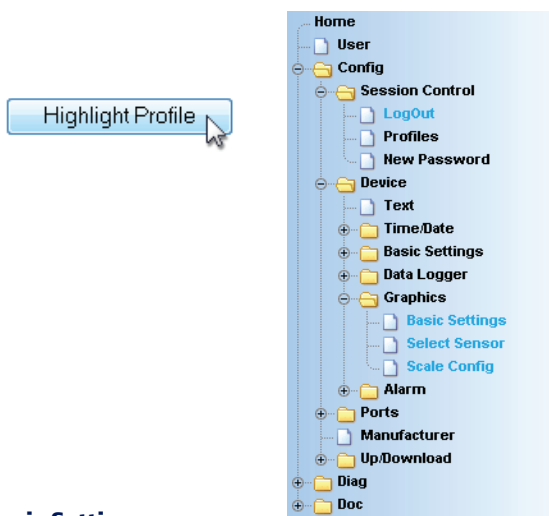 Highlight Profile
Home
User
Config
Session Control
LogOut
Profiles
New Password
Device
Text
Time/Date
Basic Settings
Data Logger
Graphics
Basic Settings
Select Sensor
Scale Config
Alarm
Ports
Manufacturer
Up/Download
Diag
Doc